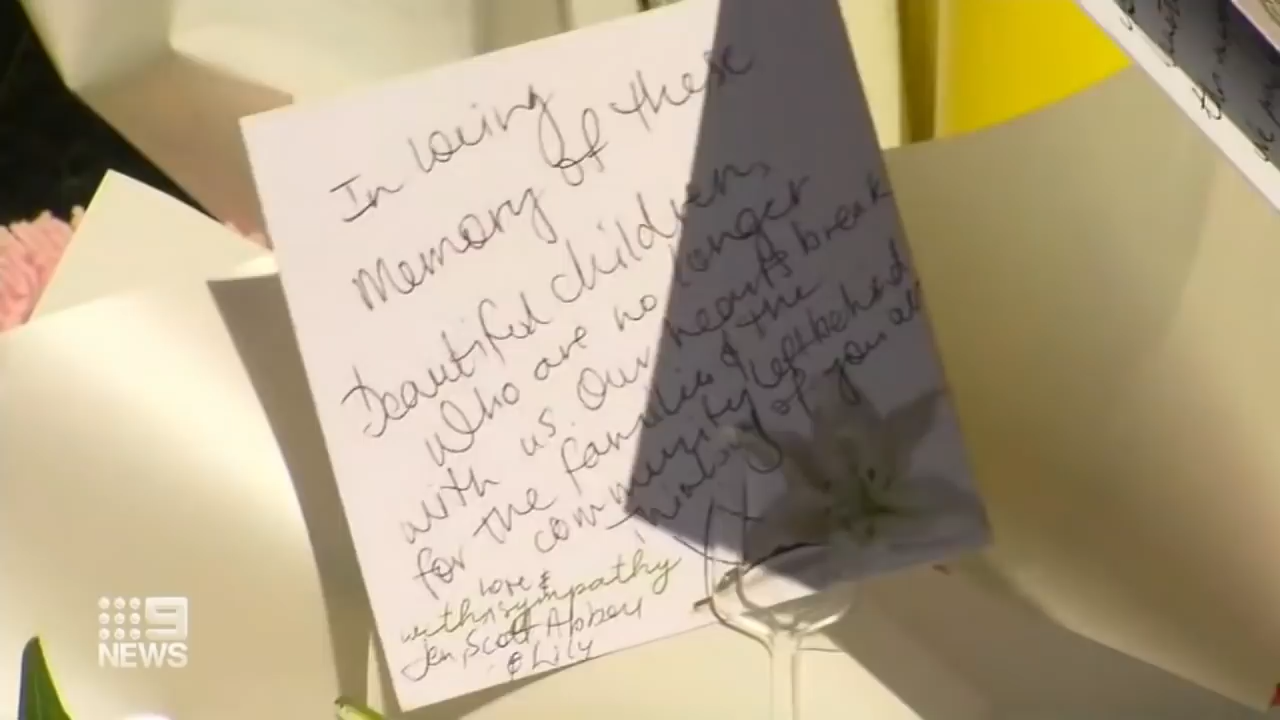 In loving
Memory of these
beautiful children,
who are no longer
with us. Our hearts break
for the families & the
community left behind
Thinking of you all
love &
with sympathy
Jen, Scott Abbey
& Lily
9
NEWS